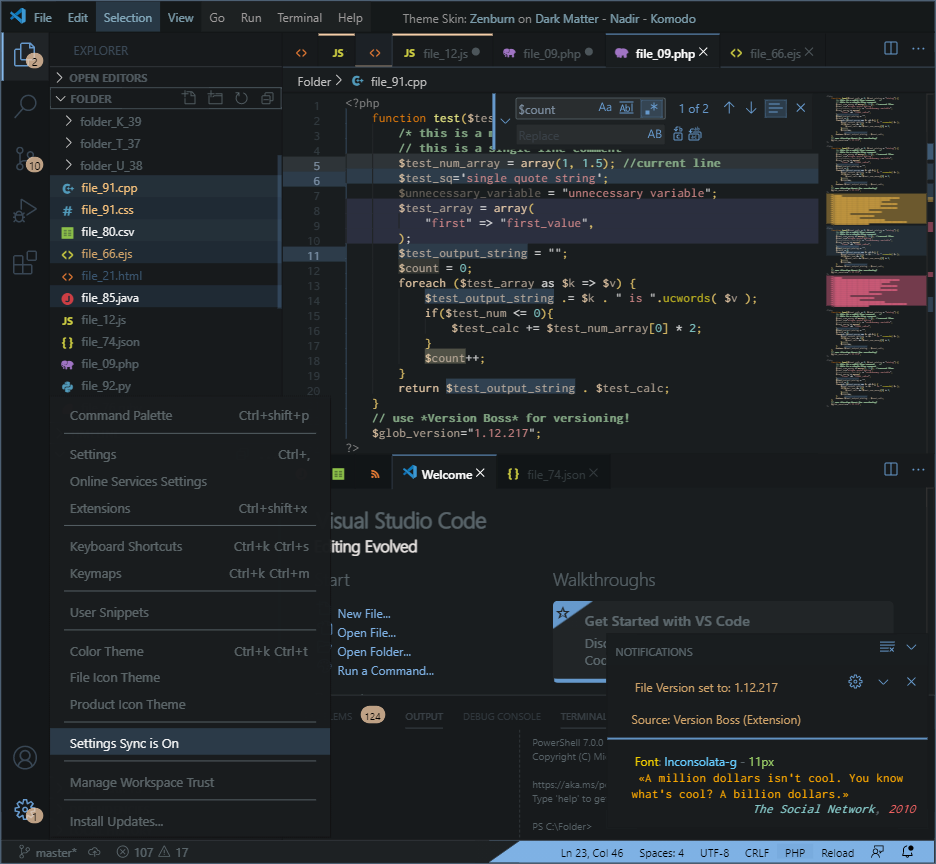 File Edit Selection View Go Run Terminal Help Theme Skin: Zenburn on Dark Matter - Nadir - Komodo
2
EXPLORER
JS
JS file_12.js
file_09.php
file_09.php
file_66.ejs
OPEN EDITORS
FOLDER
folder_K_39
folder_T_37
folder_U_38
10
file_91.cpp
# file_91.css
file_80.csv
file_66.ejs
file_21.html
J file_85.java
JS file_12.js
{} file_74.json
file_09.php
file_92.py
Folder > file_91.cpp
$count Aa Abl .* 1 of 2
Replace AB
1 <?php
2 function test($tes
3 /* this is a m
4 // this is a single line comment
5 $test_num_array = array(1, 1.5); //current line
6 $test_sq='single quote string';
7 $unnecessary_variable = "unnecessary variable";
8 $test_array = array(
9 "first" => "first_value",
10 );
11 $test_output_string = "";
12 $count = 0;
13 foreach ($test_array as $k => $v) {
14 $test_output_string .= $k . " is ".ucwords( $v );
15 if($test_num <= 0){
16 $test_calc += $test_num_array[0] * 2;
17 }
18 $count++;
19 }
20 return $test_output_string . $test_calc;
}
// use *Version Boss* for versioning!
$glob_version="1.12.217";
?>
Command Palette Ctrl+shift+p
Settings Ctrl+,
Online Services Settings
Extensions Ctrl+shift+x
Keyboard Shortcuts Ctrl+k Ctrl+s
Keymaps Ctrl+k Ctrl+m
User Snippets
Color Theme Ctrl+k Ctrl+t
File Icon Theme
Product Icon Theme
Settings Sync is On
Manage Workspace Trust
Install Updates...
1
Welcome
{} file_74.json
isual Studio Code
iting Evolved
art
New File...
Open File...
Open Folder...
Run a Command...
Walkthroughs
Get Started with VS Code
Disc
Coc
LEMS 124 OUTPUT DEBUG CONSOLE TERMINAL
PowerShell 7.0.0
Copyright (C) Mi
https://aka.ms/p
Type 'help' to ge
PS C:\Folder>
NOTIFICATIONS
File Version set to: 1.12.217
Source: Version Boss (Extension)
Font: Inconsolata-g - 11px
«A million dollars isn't cool. You know
what's cool? A billion dollars.»
The Social Network, 2010
master* 107 17 Ln 23, Col 46 Spaces: 4 UTF-8 CRLF PHP Reload